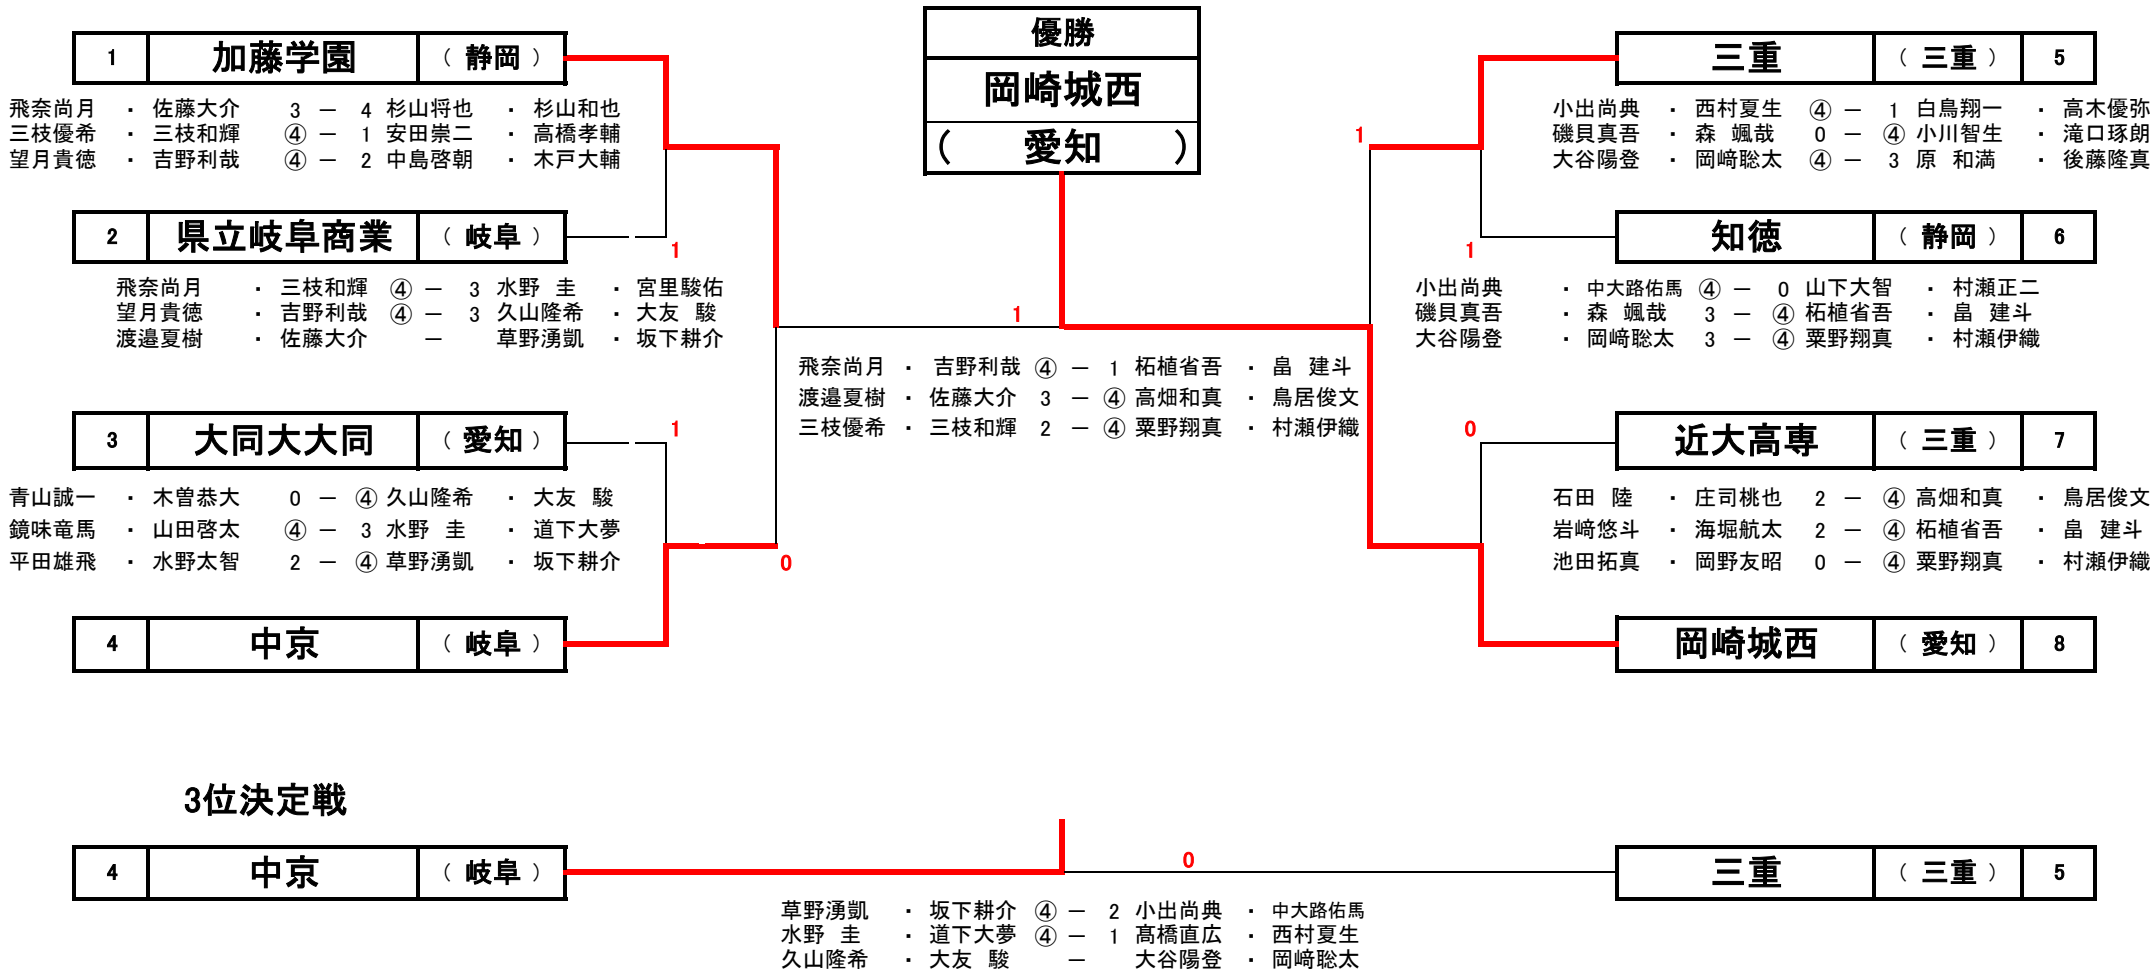 優勝
岡崎城西
( 愛知 )
1 加藤学園 ( 静岡 )
飛奈尚月 ・ 佐藤大介 3 － 4 杉山将也 ・ 杉山和也
三枝優希 ・ 三枝和輝 ④ － 1 安田崇二 ・ 高橋孝輔
望月貴徳 ・ 吉野利哉 ④ － 2 中島啓朝 ・ 木戸大輔
2 県立岐阜商業 ( 岐阜 )
1
飛奈尚月 ・ 三枝和輝 ④ － 3 水野 圭 ・ 宮里駿佑
望月貴徳 ・ 吉野利哉 ④ － 3 久山隆希 ・ 大友 駿
渡邉夏樹 ・ 佐藤大介 － 草野湧凱 ・ 坂下耕介
3 大同大大同 ( 愛知 )
1
青山誠一 ・ 木曽恭大 0 － ④ 久山隆希 ・ 大友 駿
鏡味竜馬 ・ 山田啓太 ④ － 3 水野 圭 ・ 道下大夢
平田雄飛 ・ 水野太智 2 － ④ 草野湧凱 ・ 坂下耕介
0
4 中京 ( 岐阜 )
1
飛奈尚月 ・ 吉野利哉 ④ － 1 柘植省吾 ・ 畠 建斗
渡邉夏樹 ・ 佐藤大介 3 － ④ 高畑和真 ・ 鳥居俊文
三枝優希 ・ 三枝和輝 2 － ④ 粟野翔真 ・ 村瀬伊織
三重 ( 三重 ) 5
1
小出尚典 ・ 西村夏生 ④ － 1 白鳥翔一 ・ 高木優弥
磯貝真吾 ・ 森 颯哉 0 － ④ 小川智生 ・ 滝口琢朗
大谷陽登 ・ 岡﨑聡太 ④ － 3 原 和満 ・ 後藤隆真
知徳 ( 静岡 ) 6
1
小出尚典 ・ 中大路佑馬 ④ － 0 山下大智 ・ 村瀬正二
磯貝真吾 ・ 森 颯哉 3 － ④ 柘植省吾 ・ 畠 建斗
大谷陽登 ・ 岡﨑聡太 3 － ④ 粟野翔真 ・ 村瀬伊織
0
近大高専 ( 三重 ) 7
石田 陸 ・ 庄司桃也 2 － ④ 高畑和真 ・ 鳥居俊文
岩﨑悠斗 ・ 海堀航太 2 － ④ 柘植省吾 ・ 畠 建斗
池田拓真 ・ 岡野友昭 0 － ④ 粟野翔真 ・ 村瀬伊織
岡崎城西 ( 愛知 ) 8
3位決定戦
4 中京 ( 岐阜 )
0
三重 ( 三重 ) 5
草野湧凱 ・ 坂下耕介 ④ － 2 小出尚典 ・ 中大路佑馬
水野 圭 ・ 道下大夢 ④ － 1 髙橋直広 ・ 西村夏生
久山隆希 ・ 大友 駿 － 大谷陽登 ・ 岡﨑聡太